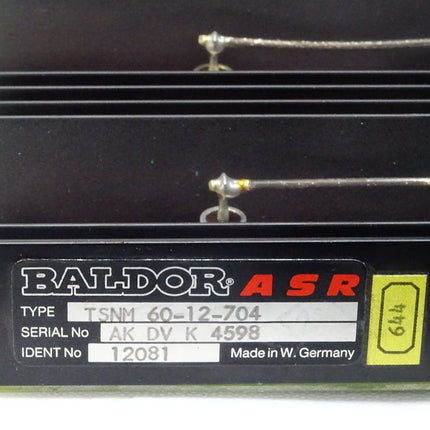 BALDOR® ASR
TYPE TSNM 60-12-704
SERIAL No AK DV K 4598
IDENT No 12081 Made in W. Germany
644